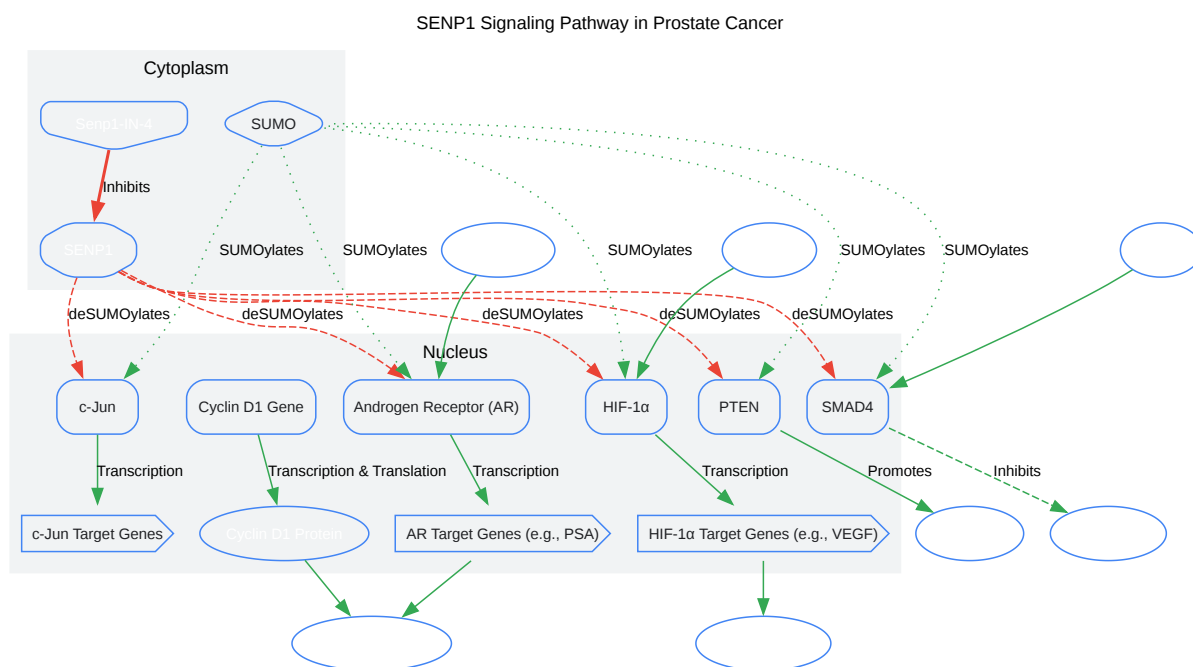 SENP1 Signaling Pathway in Prostate Cancer
Cytoplasm
Senp1-IN-4
SUMO
Inhibits
SENP1
SUMOylates
SUMOylates
SUMOylates
SUMOylates
SUMOylates
deSUMOylates
deSUMOylates
deSUMOylates
deSUMOylates
deSUMOylates
Nucleus
c-Jun
Cyclin D1 Gene
Androgen Receptor (AR)
HIF-1α
PTEN
SMAD4
Transcription
Transcription & Translation
Transcription
Transcription
Promotes
Inhibits
c-Jun Target Genes
Cyclin D1 Protein
AR Target Genes (e.g., PSA)
HIF-1α Target Genes (e.g., VEGF)